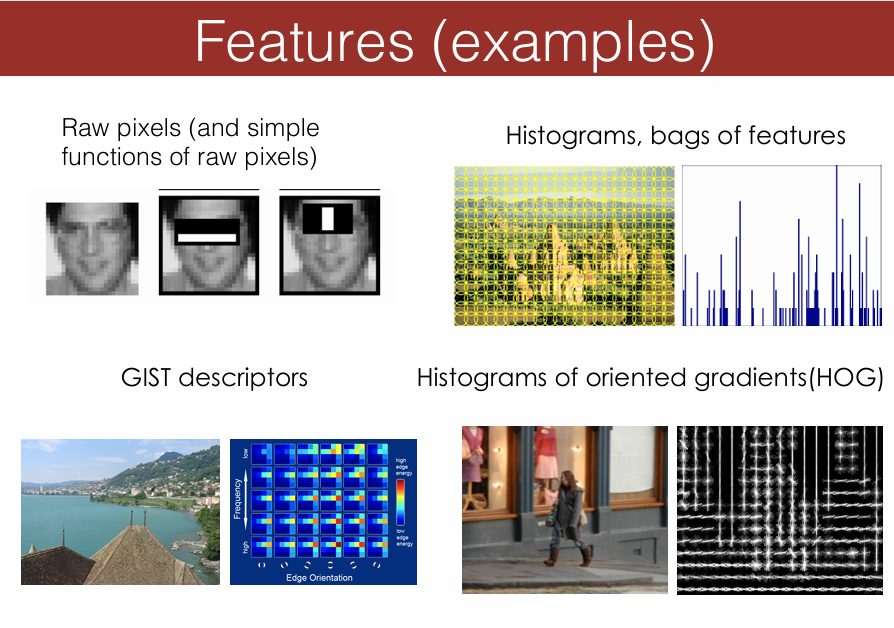 Features (examples)
Raw pixels (and simple
functions of raw pixels)
Histograms, bags of features
GIST descriptors
Histograms of oriented gradients(HOG)
low
Frequency
high
high
edge
energy
low
edge
energy
Edge Orientation